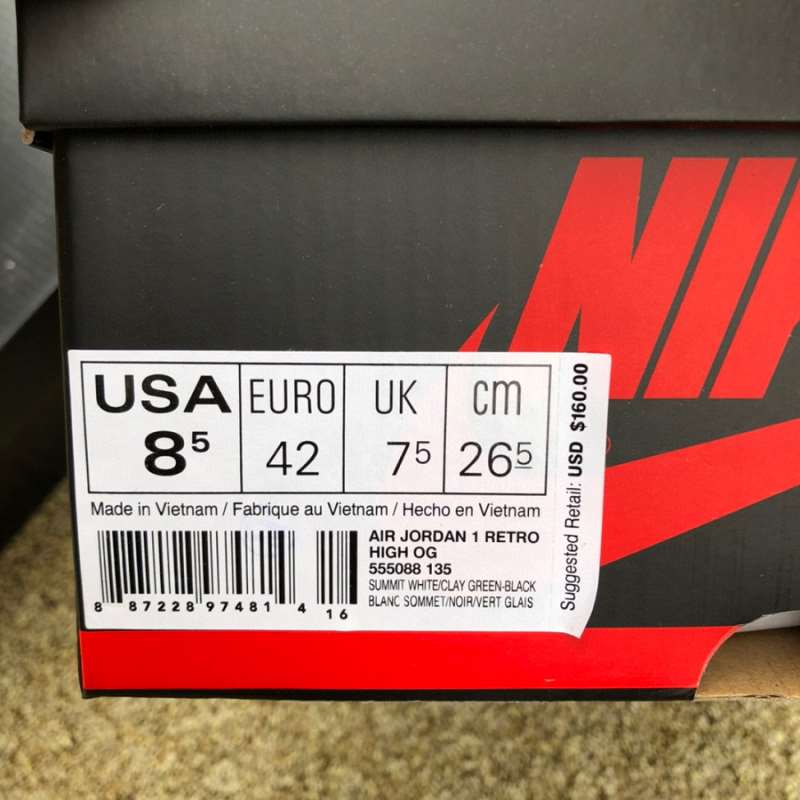 NI
USA EURO UK cm
8⁵ 42 7⁵ 26⁵
Made in Vietnam / Fabrique au Vietnam / Hecho en Vietnam
AIR JORDAN 1 RETRO
HIGH OG
555088 135
SUMMIT WHITE/CLAY GREEN-BLACK
BLANC SOMMET/NOIR/VERT GLAIS
8 87228 97481 4 16
Suggested Retail: USD $160.00